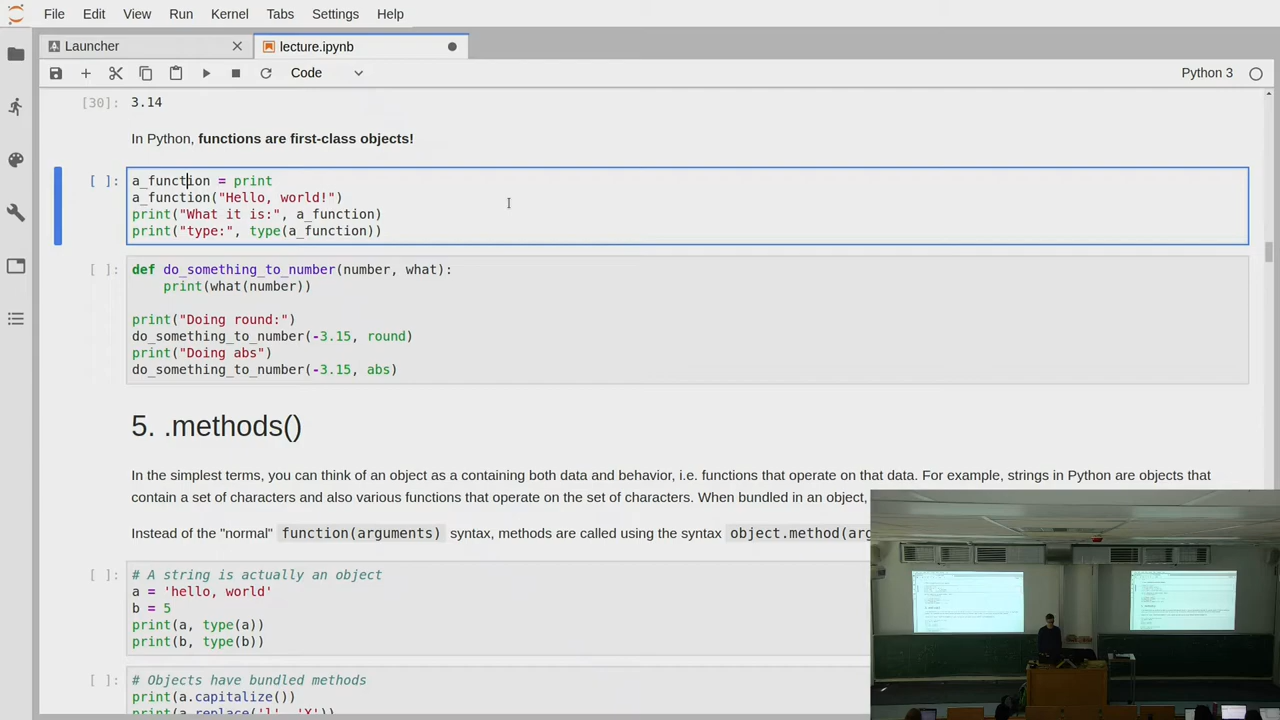 File Edit View Run Kernel Tabs Settings Help
Launcher lecture.ipynb
Code Python 3
[30]: 3.14
In Python, functions are first-class objects!
[ ]: a_function = print
a_function("Hello, world!")
print("What it is:", a_function)
print("type:", type(a_function))
[ ]: def do_something_to_number(number, what):
print(what(number))
print("Doing round:")
do_something_to_number(-3.15, round)
print("Doing abs")
do_something_to_number(-3.15, abs)
5. .methods()
In the simplest terms, you can think of an object as a containing both data and behavior, i.e. functions that operate on that data. For example, strings in Python are objects that
contain a set of characters and also various functions that operate on the set of characters. When bundled in an object,
Instead of the "normal" function(arguments) syntax, methods are called using the syntax object.method(arg
[ ]: # A string is actually an object
a = 'hello, world'
b = 5
print(a, type(a))
print(b, type(b))
[ ]: # Objects have bundled methods
print(a.capitalize())
print(a.replace('l', 'X'))